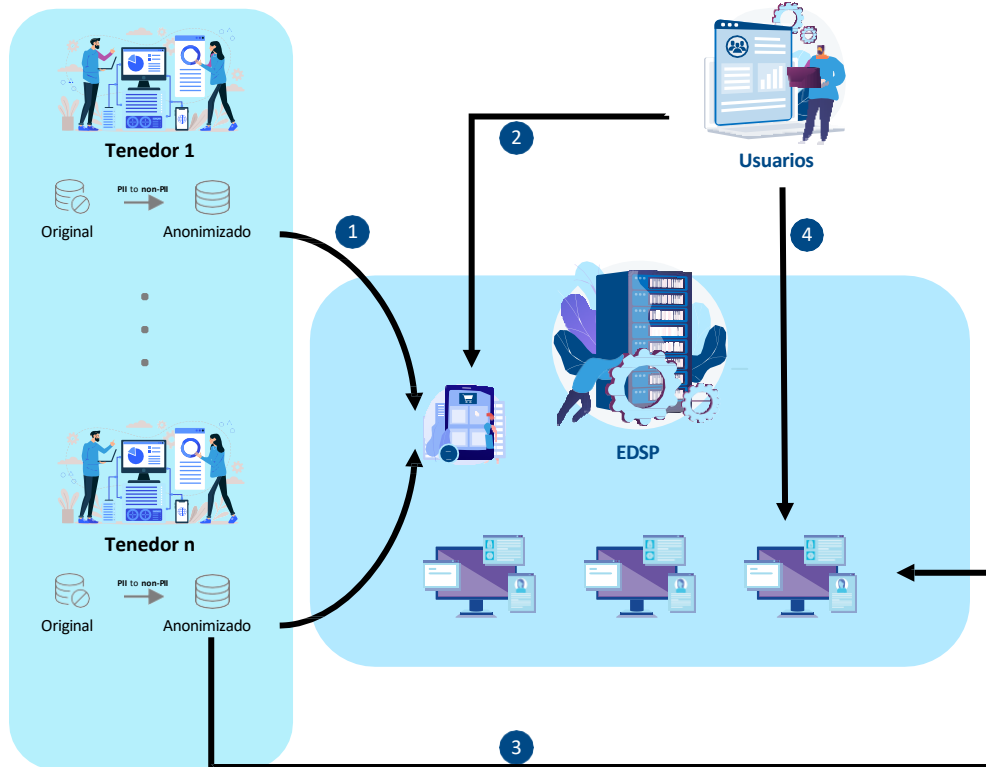 Tenedor 1
PII to non-PII
Original
Anonimizado
1
2
Usuarios
4
EDSP
Tenedor n
PII to non-PII
Original
Anonimizado
3